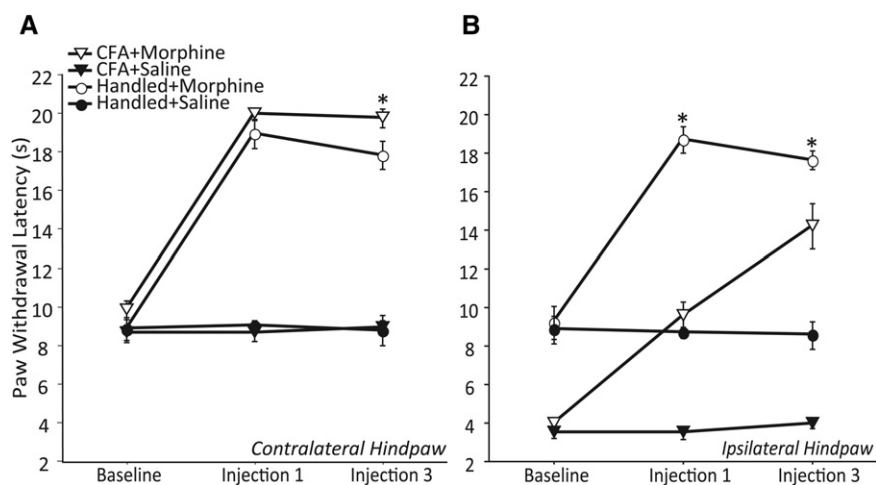 A
CFA+Morphine
CFA+Saline
Handled+Morphine
Handled+Saline
Paw Withdrawal Latency (s)
22
20
18
16
14
12
10
8
6
4
2
*
Contralateral Hindpaw
Baseline Injection 1 Injection 3
B
22
20
18
16
14
12
10
8
6
4
2
*
*
Ipsilateral Hindpaw
Baseline Injection 1 Injection 3